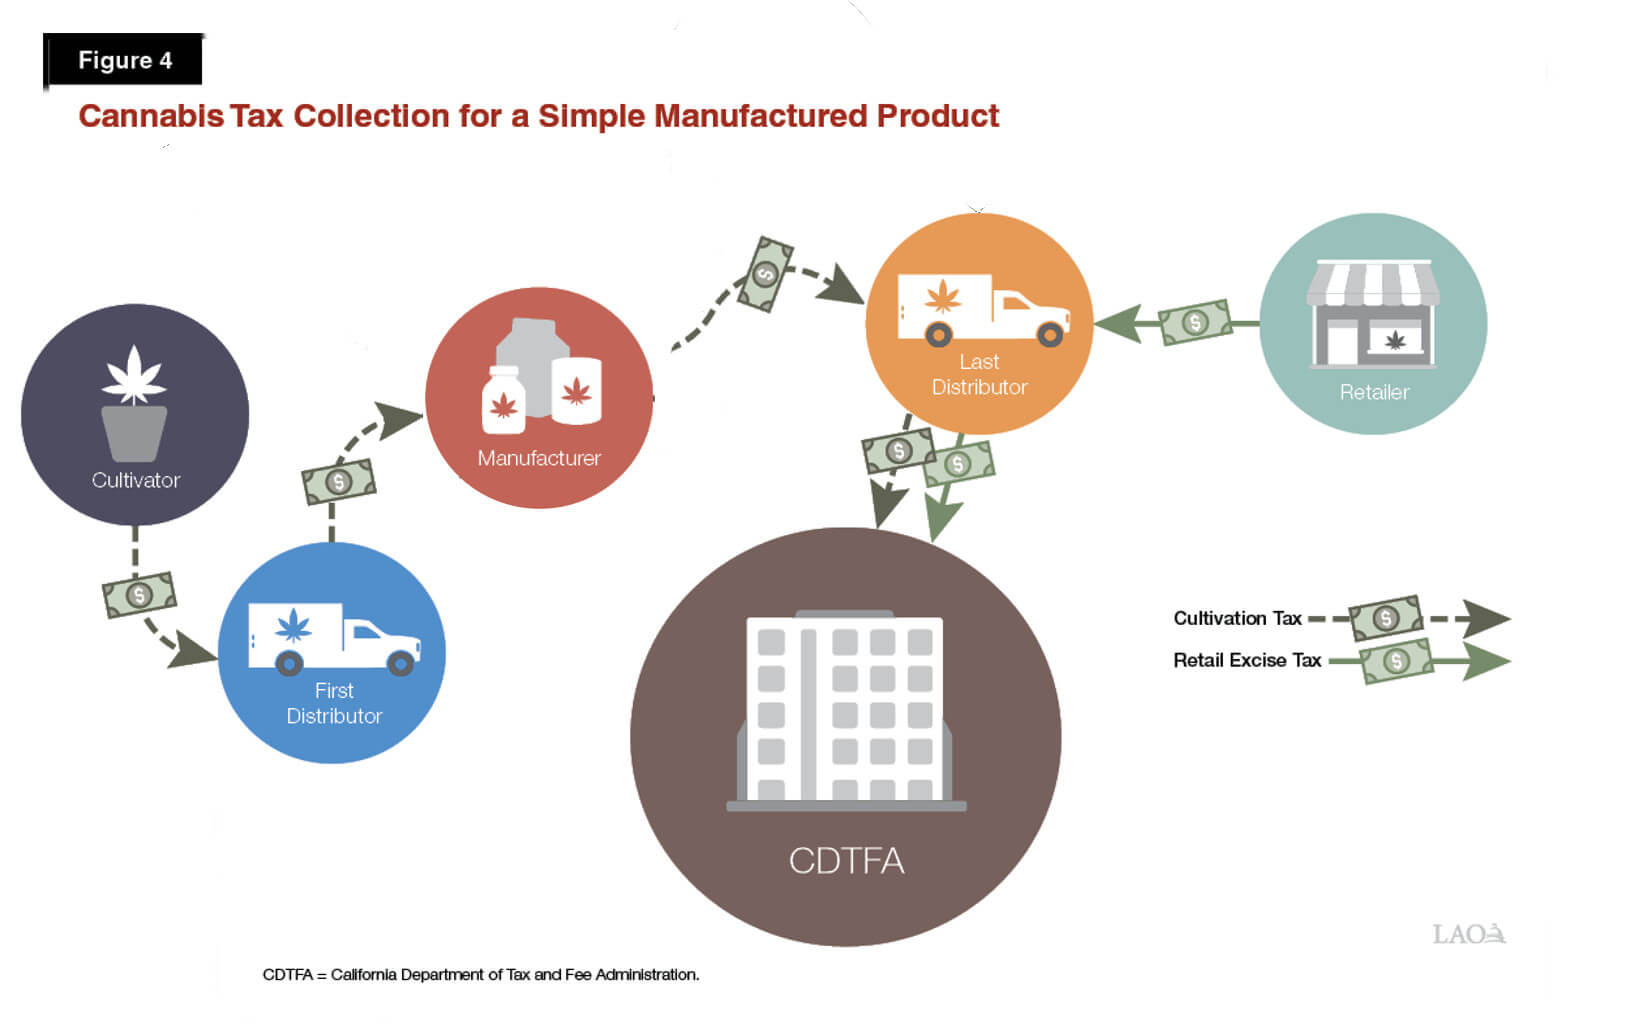 Figure 4
Cannabis Tax Collection for a Simple Manufactured Product
Cultivator
First
Distributor
Manufacturer
Last
Distributor
Retailer
CDTFA
Cultivation Tax
Retail Excise Tax
$
$
$
$
$
$
$
$
LAO
CDTFA = California Department of Tax and Fee Administration.